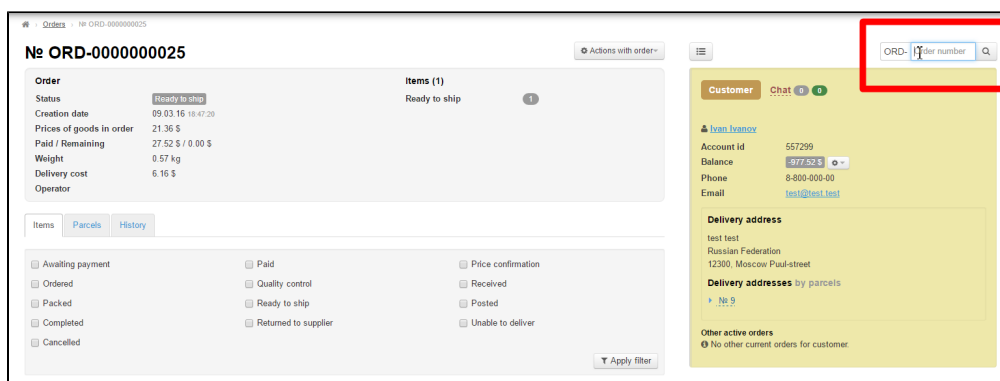 Orders › № ORD-0000000025
№ ORD-0000000025
Actions with order
ORD- Order number
Order
Status Ready to ship
Creation date 09.03.16 18:47:20
Prices of goods in order 21.36 $
Paid / Remaining 27.52 $ / 0.00 $
Weight 0.57 kg
Delivery cost 6.16 $
Operator
Items (1)
Ready to ship 1
Items Parcels History
Awaiting payment Paid Price confirmation
Ordered Quality control Received
Packed Ready to ship Posted
Completed Returned to supplier Unable to deliver
Cancelled
Apply filter
Customer Chat 0 0
Ivan Ivanov
Account id 557299
Balance -977.52 $
Phone 8-800-000-00
Email test@test.test
Delivery address
test test
Russian Federation
12300, Moscow Puul-street
Delivery addresses by parcels
№ 9
Other active orders
No other current orders for customer.